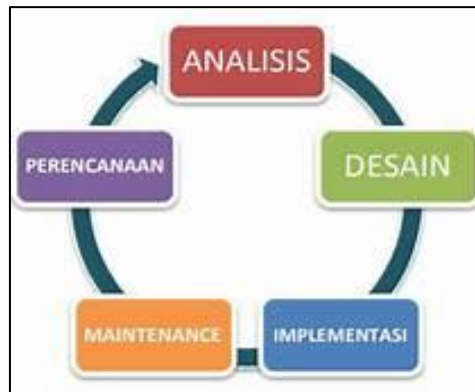 ANALISIS
DESAIN
IMPLEMENTASI
MAINTENANCE
PERENCANAAN